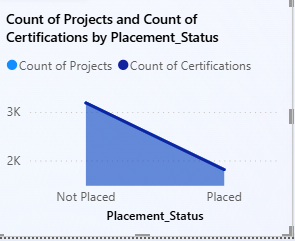 Count of Projects and Count of
Certifications by Placement_Status
Count of Projects Count of Certifications
3K
2K
Not Placed Placed
Placement_Status